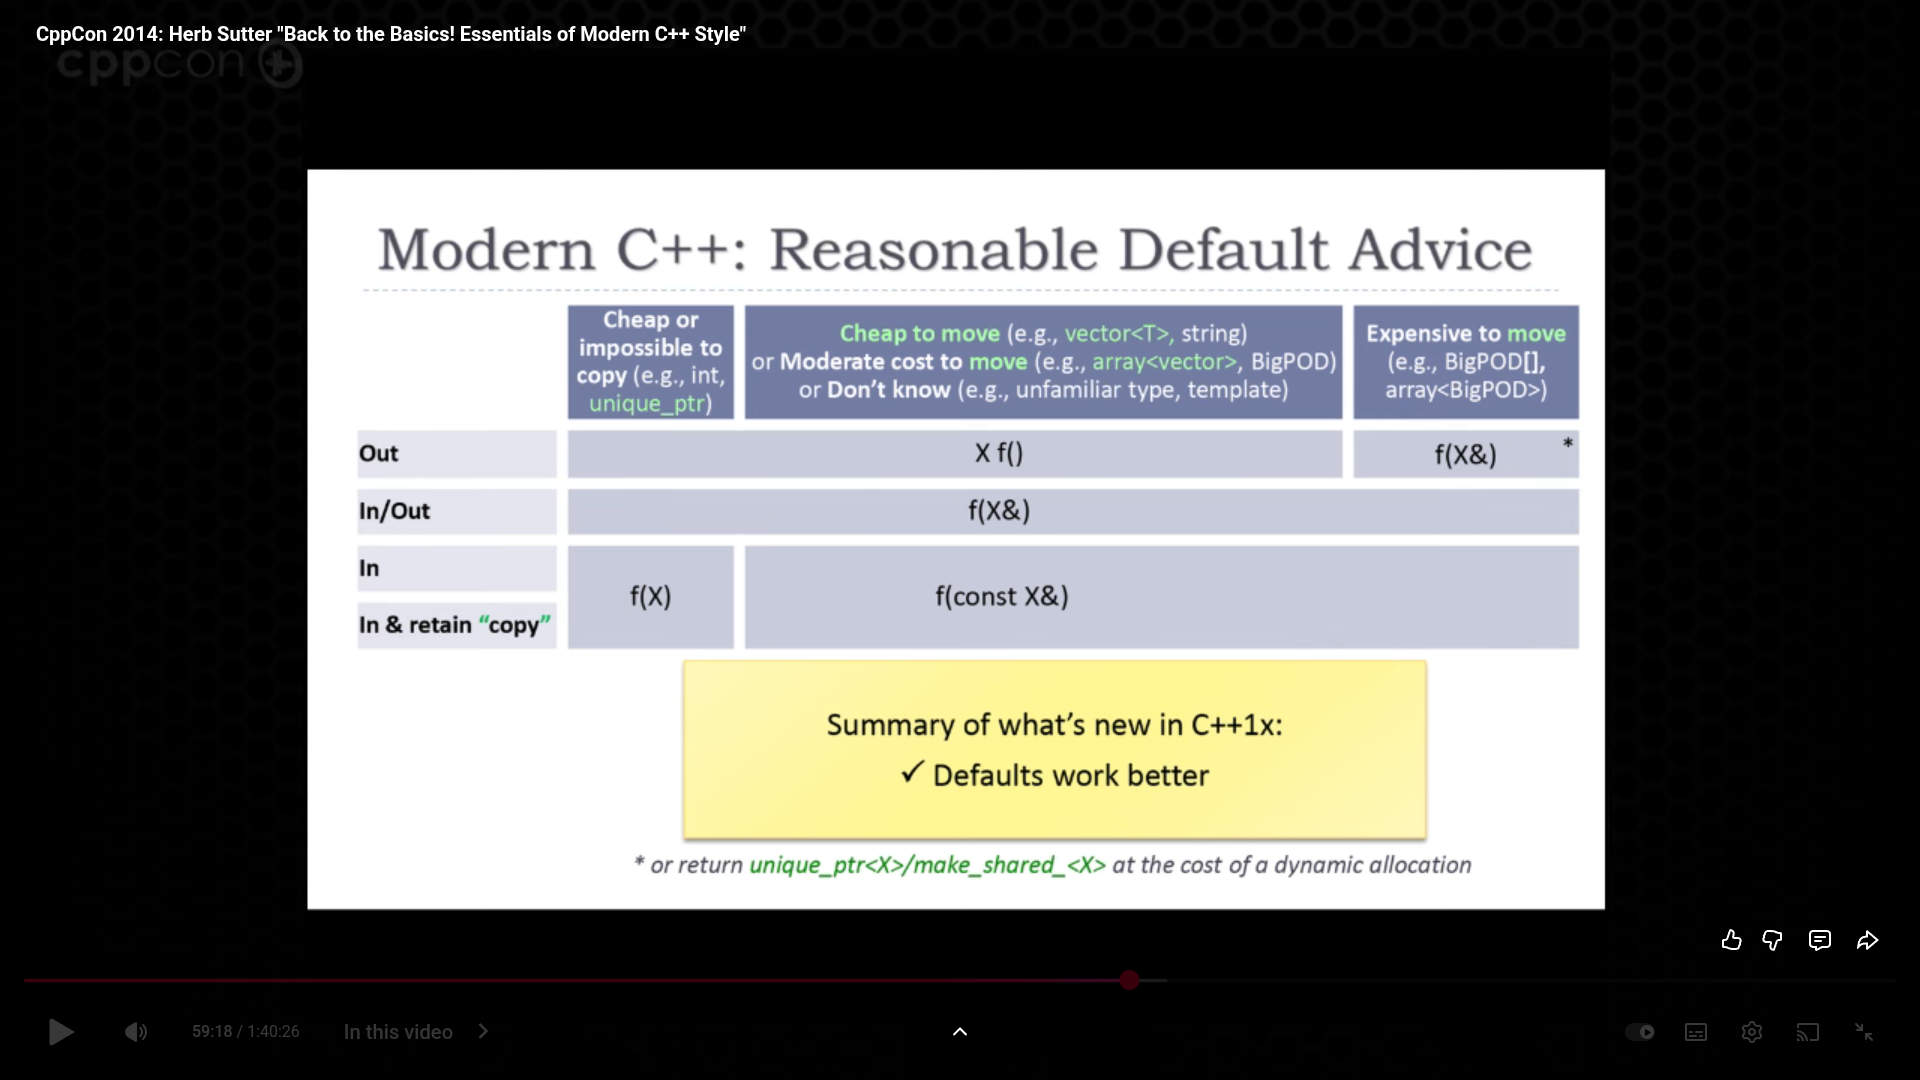 CppCon 2014: Herb Sutter "Back to the Basics! Essentials of Modern C++ Style"
cppcon
Modern C++: Reasonable Default Advice
Cheap or
impossible to
copy (e.g., int,
unique_ptr)
Cheap to move (e.g., vector<T>, string)
or Moderate cost to move (e.g., array<vector>, BigPOD)
or Don't know (e.g., unfamiliar type, template)
Expensive to move
(e.g., BigPOD[],
array<BigPOD>)
Out
X f()
f(X&) *
In/Out
f(X&)
In
In & retain “copy”
f(X)
f(const X&)
Summary of what's new in C++1x:
✓ Defaults work better
* or return unique_ptr<X>/make_shared_<X> at the cost of a dynamic allocation
59:18 / 1:40:26
In this video